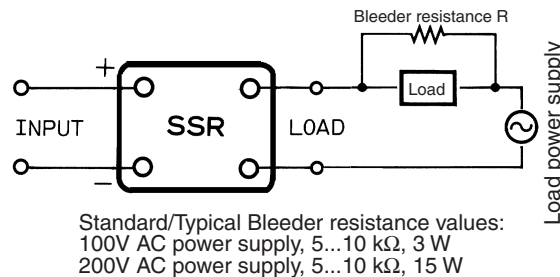 Bleeder resistance R
+
Load
INPUT
SSR
LOAD
Load power supply
−
Standard/Typical Bleeder resistance values:
100V AC power supply, 5...10 kΩ, 3 W
200V AC power supply, 5...10 kΩ, 15 W